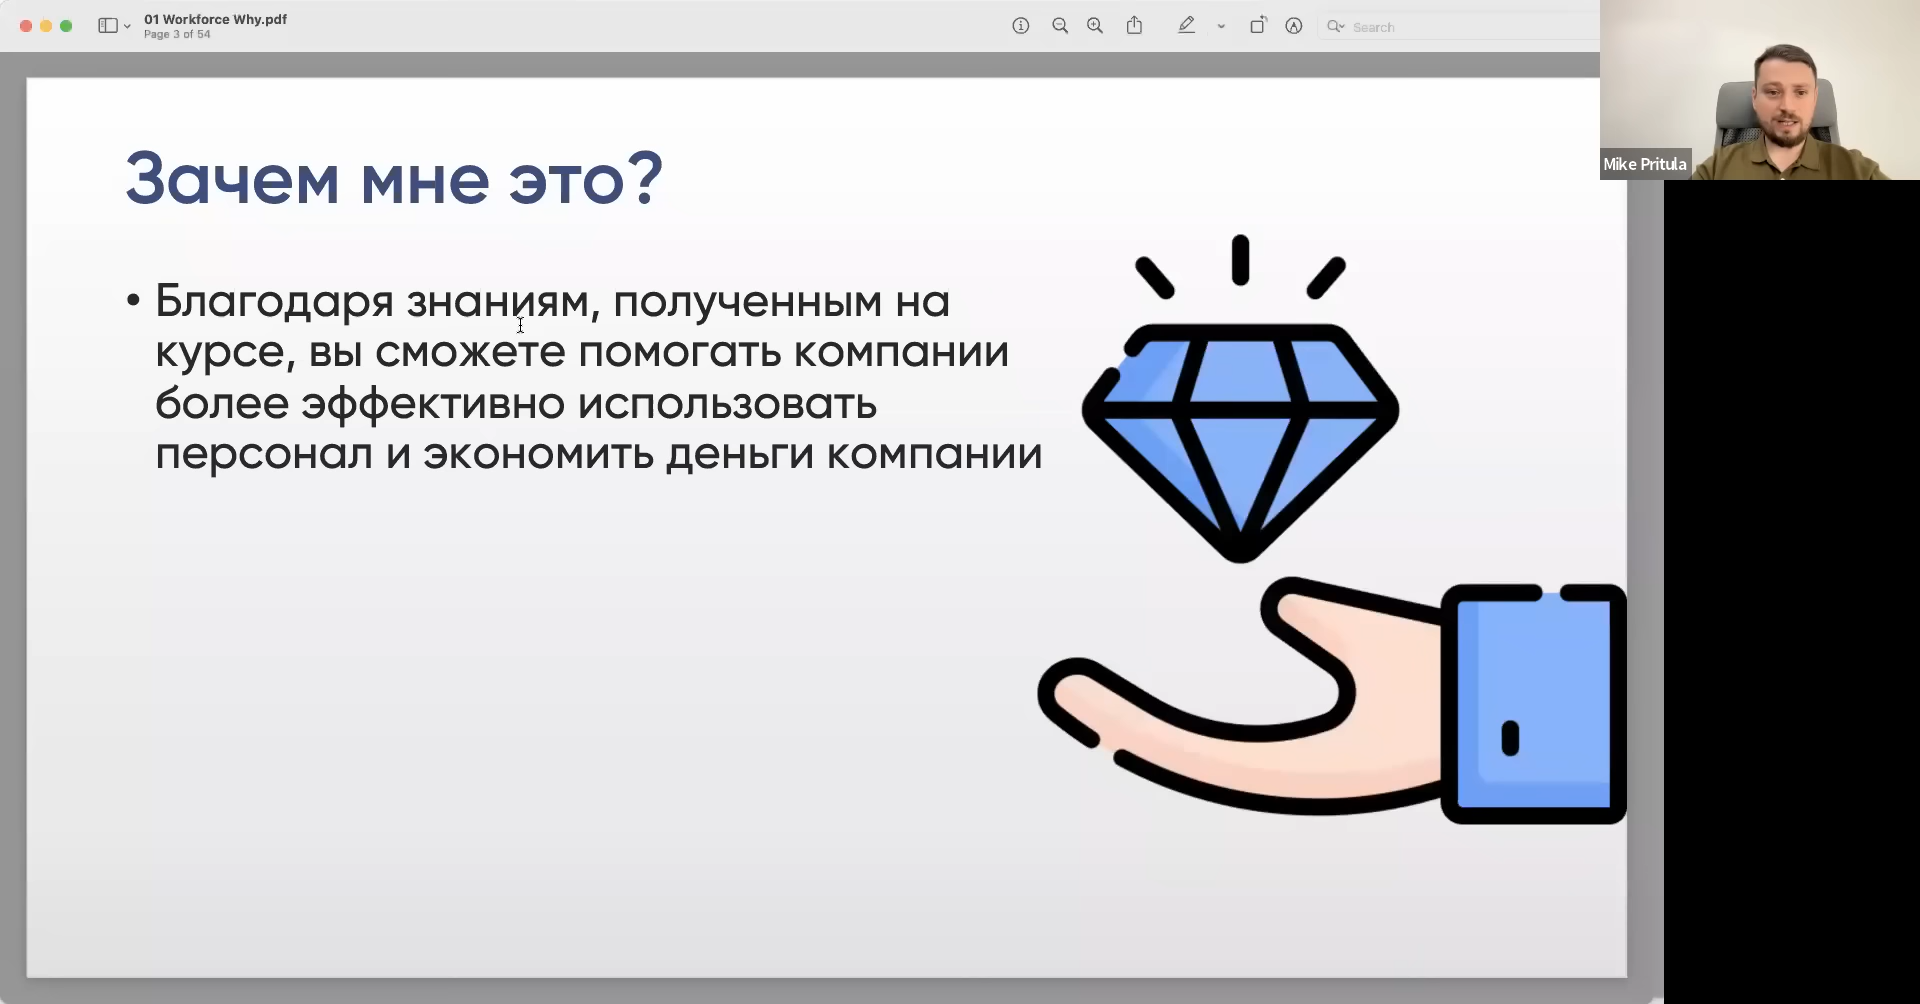 01 Workforce Why.pdf
Page 3 of 54
Search
Mike Pritula
Зачем мне это?
• Благодаря знаниям, полученным на
курсе, вы сможете помогать компании
более эффективно использовать
персонал и экономить деньги компании